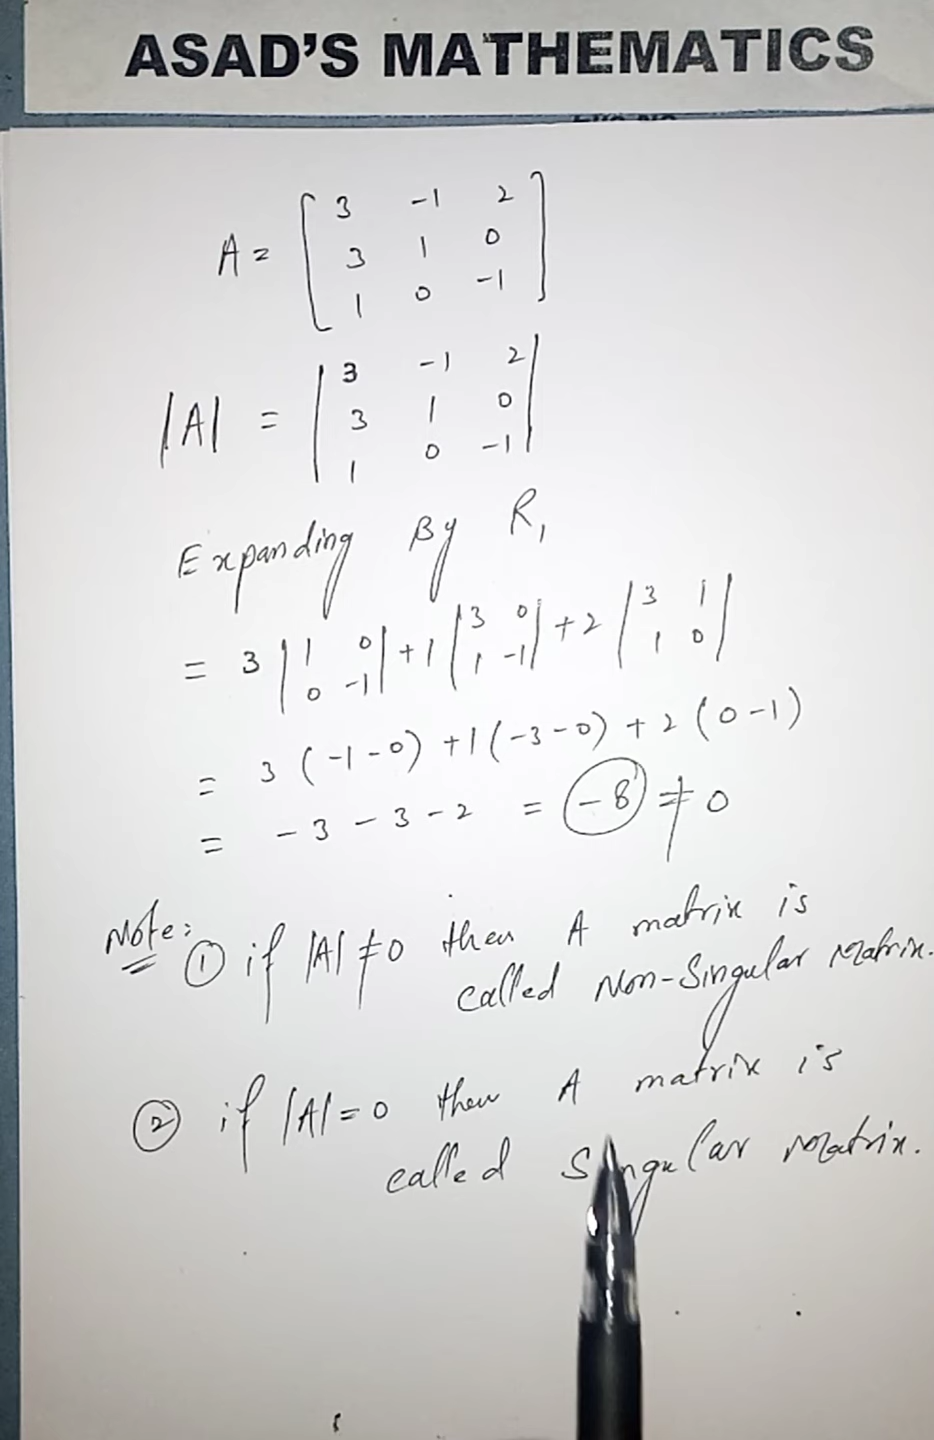 ASAD'S MATHEMATICS
A = [ 3 -1 2
3 1 0
1 0 -1 ]
|A| = | 3 -1 2
3 1 0
1 0 -1 |
Expanding By R₁
= 3 | 1 0 | + 1 | 3 0 | + 2 | 3 1 |
0 -1 1 -1 1 0
= 3 (-1-0) +1(-3-0) + 2 (0-1)
= -3 -3 -2 = -8 ≠ 0
Note: ① if |A| ≠ 0 then A matrix is
called Non-Singular matrix.
② if |A| = 0 then A matrix is
called Singular matrix.